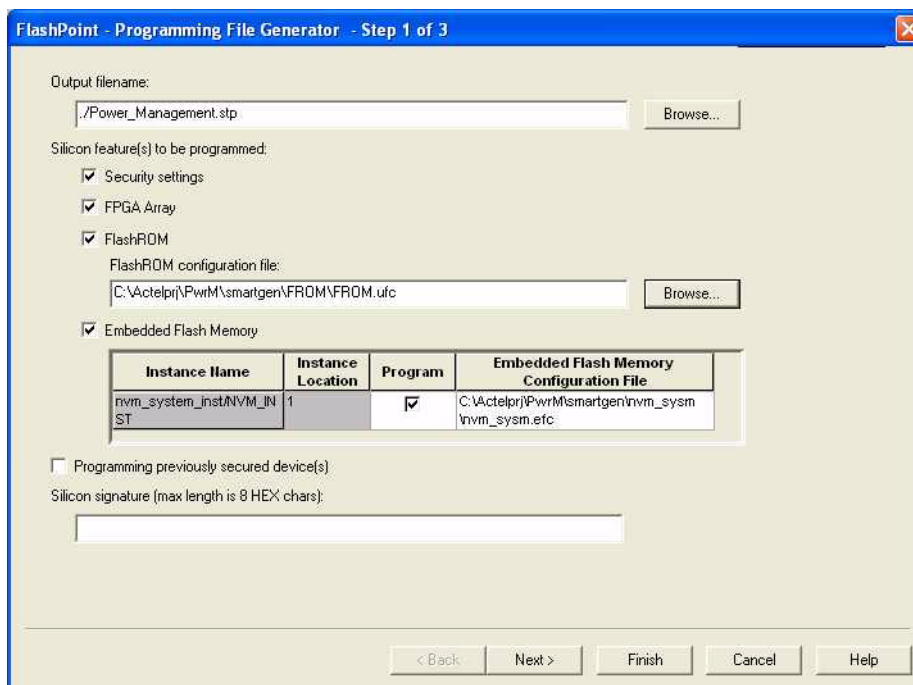 FlashPoint - Programming File Generator - Step 1 of 3
Output filename:
./Power_Management.stp
Browse...
Silicon feature(s) to be programmed:
Security settings
FPGA Array
FlashROM
FlashROM configuration file:
C:\Actelprj\PwrM\smartgen\FROM\FROM.ufc
Browse...
Embedded Flash Memory
Instance Name
Instance
Location
Program
Embedded Flash Memory
Configuration File
nvm_system_inst/NVM_IN
ST
1
C:\Actelprj\PwrM\smartgen\nvm_sysm
\nvm_sysm.efc
Programming previously secured device(s)
Silicon signature (max length is 8 HEX chars):
< Back
Next >
Finish
Cancel
Help